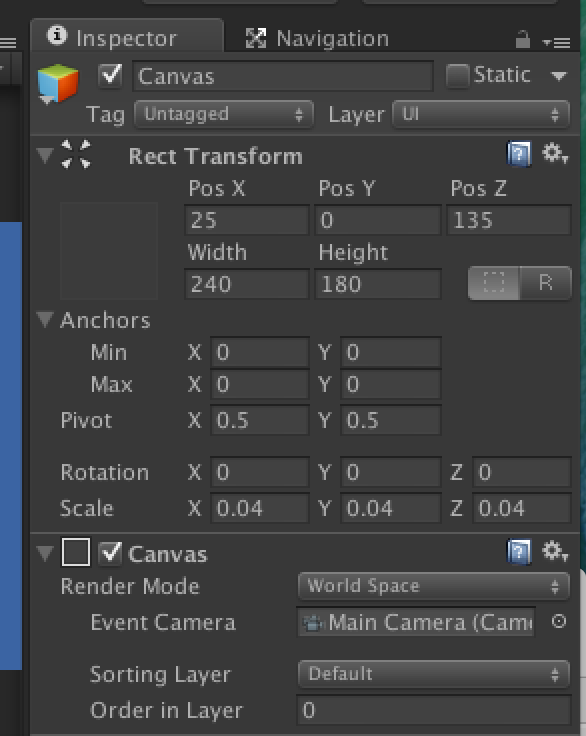 Inspector Navigation
Canvas Static
Tag Untagged Layer UI
Rect Transform
Pos X Pos Y Pos Z
25 0 135
Width Height
240 180 R
Anchors
Min X 0 Y 0
Max X 0 Y 0
Pivot X 0.5 Y 0.5
Rotation X 0 Y 0 Z 0
Scale X 0.04 Y 0.04 Z 0.04
Canvas
Render Mode World Space
Event Camera Main Camera (Came
Sorting Layer Default
Order in Layer 0